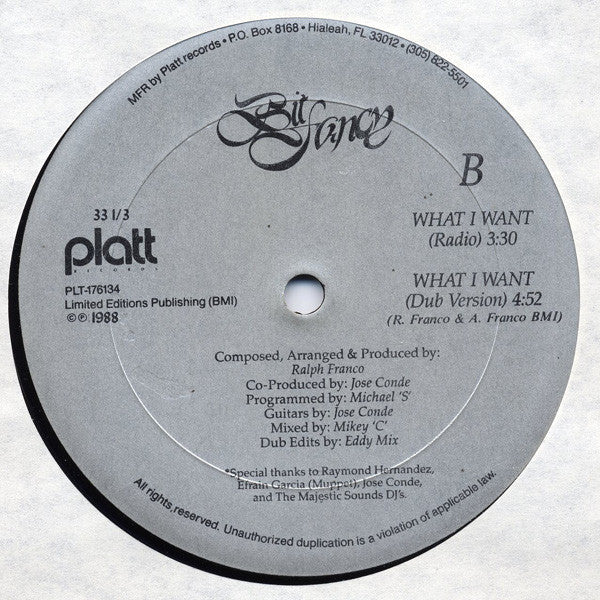 MFR by Platt records • P.O. Box 8168 • Hialeah, FL 33012 • (305) 822-5501
Bit Fancy
B
33 1/3
platt
RECORDS
PLT-176134
Limited Editions Publishing (BMI)
©℗ 1988
WHAT I WANT
(Radio) 3:30
WHAT I WANT
(Dub Version) 4:52
(R. Franco & A. Franco BMI)
Composed, Arranged & Produced by:
Ralph Franco
Co-Produced by: Jose Conde
Programmed by: Michael 'S'
Guitars by: Jose Conde
Mixed by: Mikey 'C'
Dub Edits by: Eddy Mix
*Special thanks to Raymond Hernandez,
Efrain Garcia (Muppet), Jose Conde,
and The Majestic Sounds DJ's.
All rights reserved. Unauthorized duplication is a violation of applicable law.